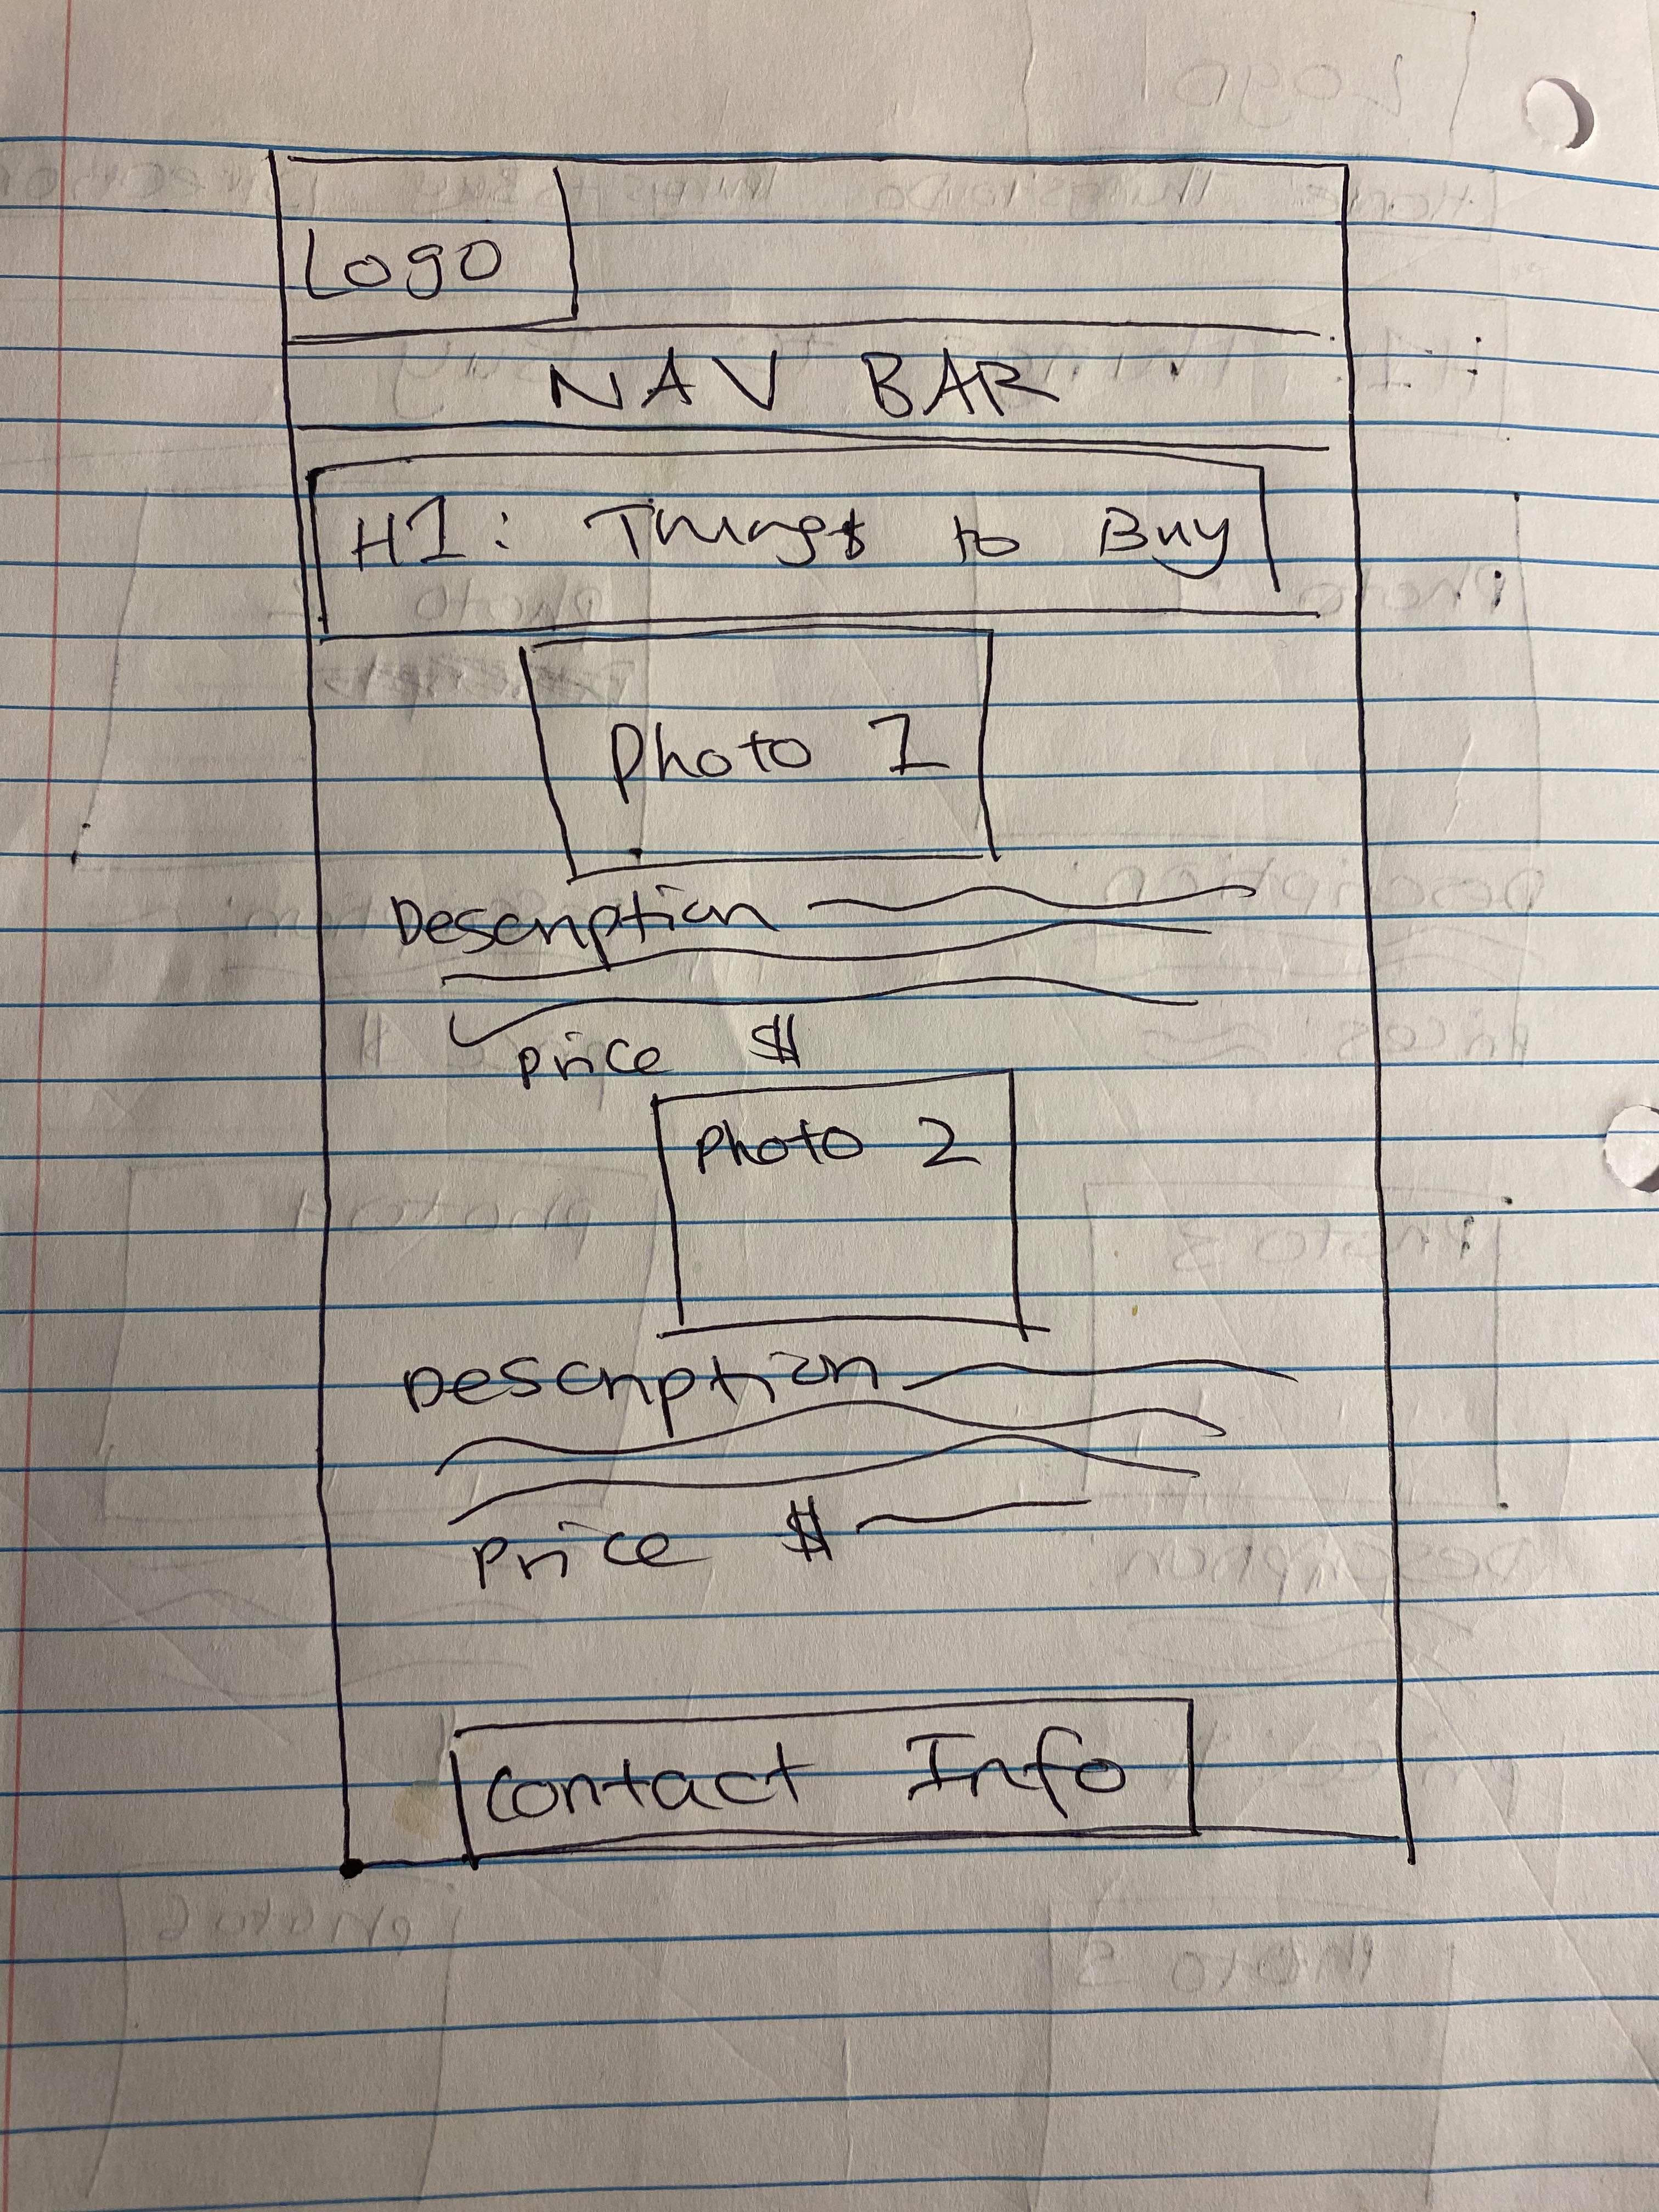 Logo
NAV BAR
H1: Things to Buy
Photo 1
Description
Price $
Photo 2
Description
Price $
Contact Info